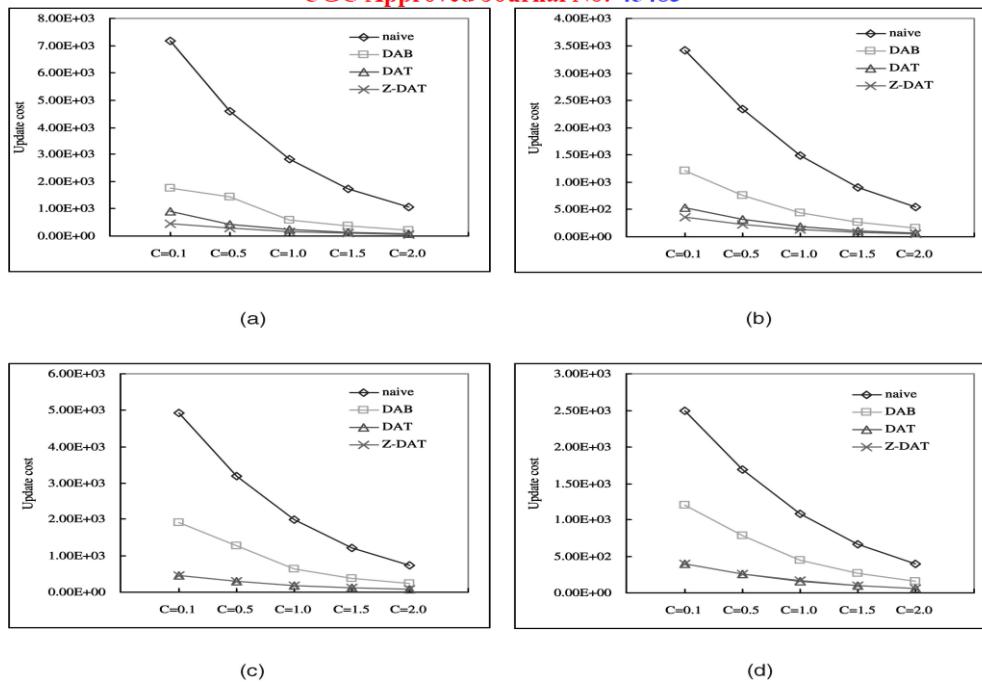 UGC Approved Journal No:
8.00E+03
7.00E+03
6.00E+03
5.00E+03
4.00E+03
3.00E+03
2.00E+03
1.00E+03
0.00E+00
Update cost
naive
DAB
DAT
Z-DAT
C=0.1 C=0.5 C=1.0 C=1.5 C=2.0
(a)
4.00E+03
3.50E+03
3.00E+03
2.50E+03
2.00E+03
1.50E+03
1.00E+03
5.00E+02
0.00E+00
Update cost
naive
DAB
DAT
Z-DAT
C=0.1 C=0.5 C=1.0 C=1.5 C=2.0
(b)
6.00E+03
5.00E+03
4.00E+03
3.00E+03
2.00E+03
1.00E+03
0.00E+00
Update cost
naive
DAB
DAT
Z-DAT
C=0.1 C=0.5 C=1.0 C=1.5 C=2.0
(c)
3.00E+03
2.50E+03
2.00E+03
1.50E+03
1.00E+03
5.00E+02
0.00E+00
Update cost
naive
DAB
DAT
Z-DAT
C=0.1 C=0.5 C=1.0 C=1.5 C=2.0
(d)